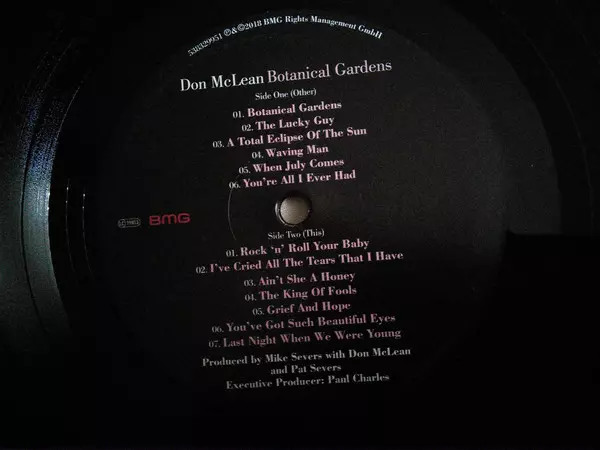 538329951 ℗&©2018 BMG Rights Management GmbH
Don McLean Botanical Gardens
Side One (Other)
01. Botanical Gardens
02. The Lucky Guy
03. A Total Eclipse Of The Sun
04. Waving Man
05. When July Comes
06. You're All I Ever Had
BMG
Side Two (This)
01. Rock 'n' Roll Your Baby
02. I've Cried All The Tears That I Have
03. Ain't She A Honey
04. The King Of Fools
05. Grief And Hope
06. You've Got Such Beautiful Eyes
07. Last Night When We Were Young
Produced by Mike Severs with Don McLean
and Pat Severs
Executive Producer: Paul Charles